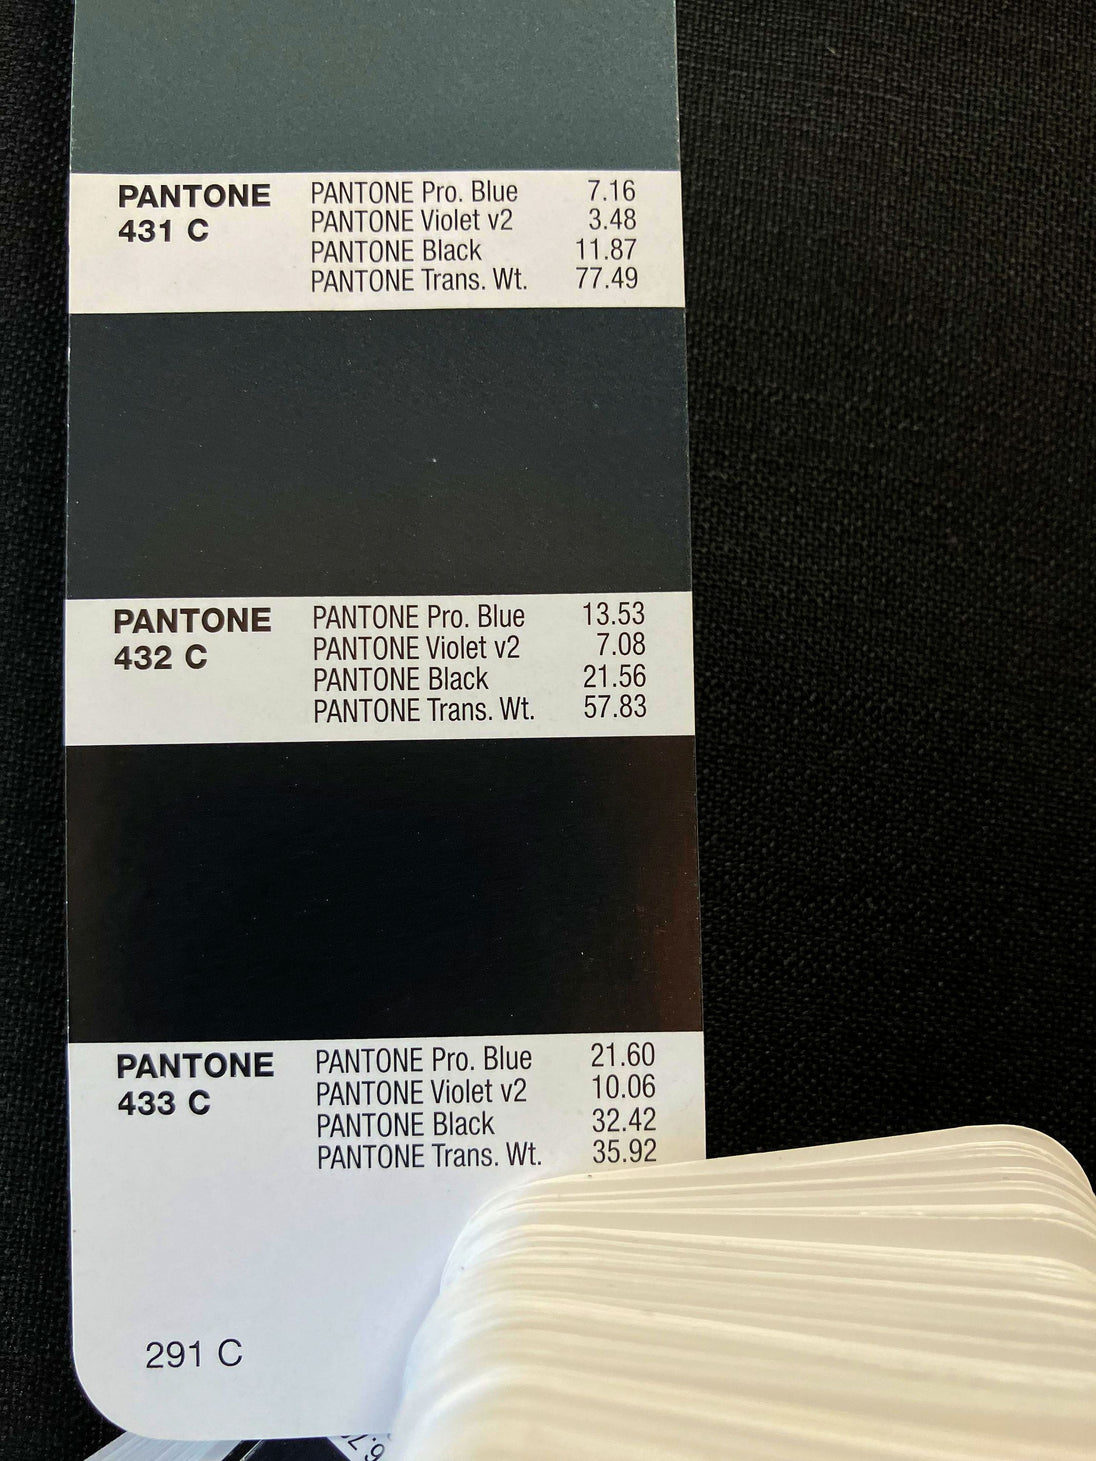 PANTONE PANTONE Pro. Blue 7.16
431 C PANTONE Violet v2 3.48
PANTONE Black 11.87
PANTONE Trans. Wt. 77.49
PANTONE PANTONE Pro. Blue 13.53
432 C PANTONE Violet v2 7.08
PANTONE Black 21.56
PANTONE Trans. Wt. 57.83
PANTONE PANTONE Pro. Blue 21.60
433 C PANTONE Violet v2 10.06
PANTONE Black 32.42
PANTONE Trans. Wt. 35.92
291 C